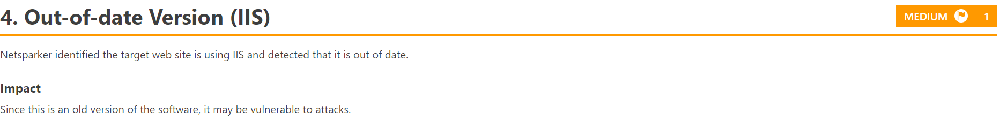 4. Out-of-date Version (IIS)
MEDIUM 1
Netsparker identified the target web site is using IIS and detected that it is out of date.
Impact
Since this is an old version of the software, it may be vulnerable to attacks.